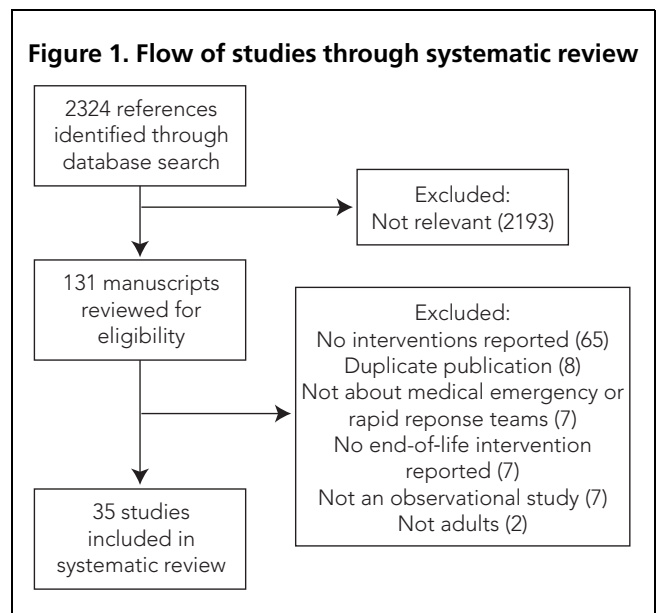 Figure 1. Flow of studies through systematic review
2324 references
identified through
database search
Excluded:
Not relevant (2193)
131 manuscripts
reviewed for
eligibility
Excluded:
No interventions reported (65)
Duplicate publication (8)
Not about medical emergency or
rapid reponse teams (7)
No end-of-life intervention
reported (7)
Not an observational study (7)
Not adults (2)
35 studies
included in
systematic review